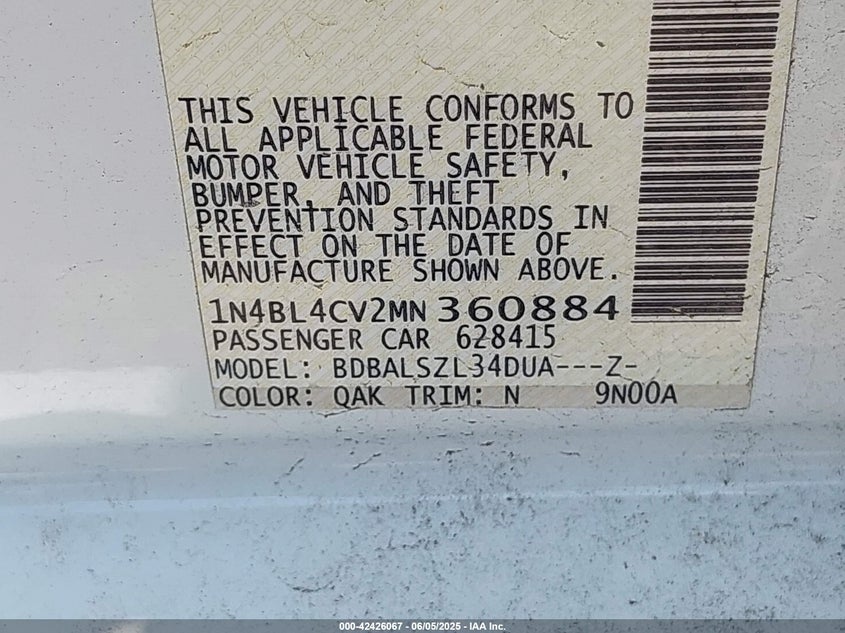 THIS VEHICLE CONFORMS TO
ALL APPLICABLE FEDERAL
MOTOR VEHICLE SAFETY,
BUMPER, AND THEFT
PREVENTION STANDARDS IN
EFFECT ON THE DATE OF
MANUFACTURE SHOWN ABOVE.
1N4BL4CV2MN360884
PASSENGER CAR 628415
MODEL: BDBALSZL34DUA---Z-
COLOR: QAK TRIM: N 9N00A
000-42426067 - 06/05/2025 - IAA Inc.